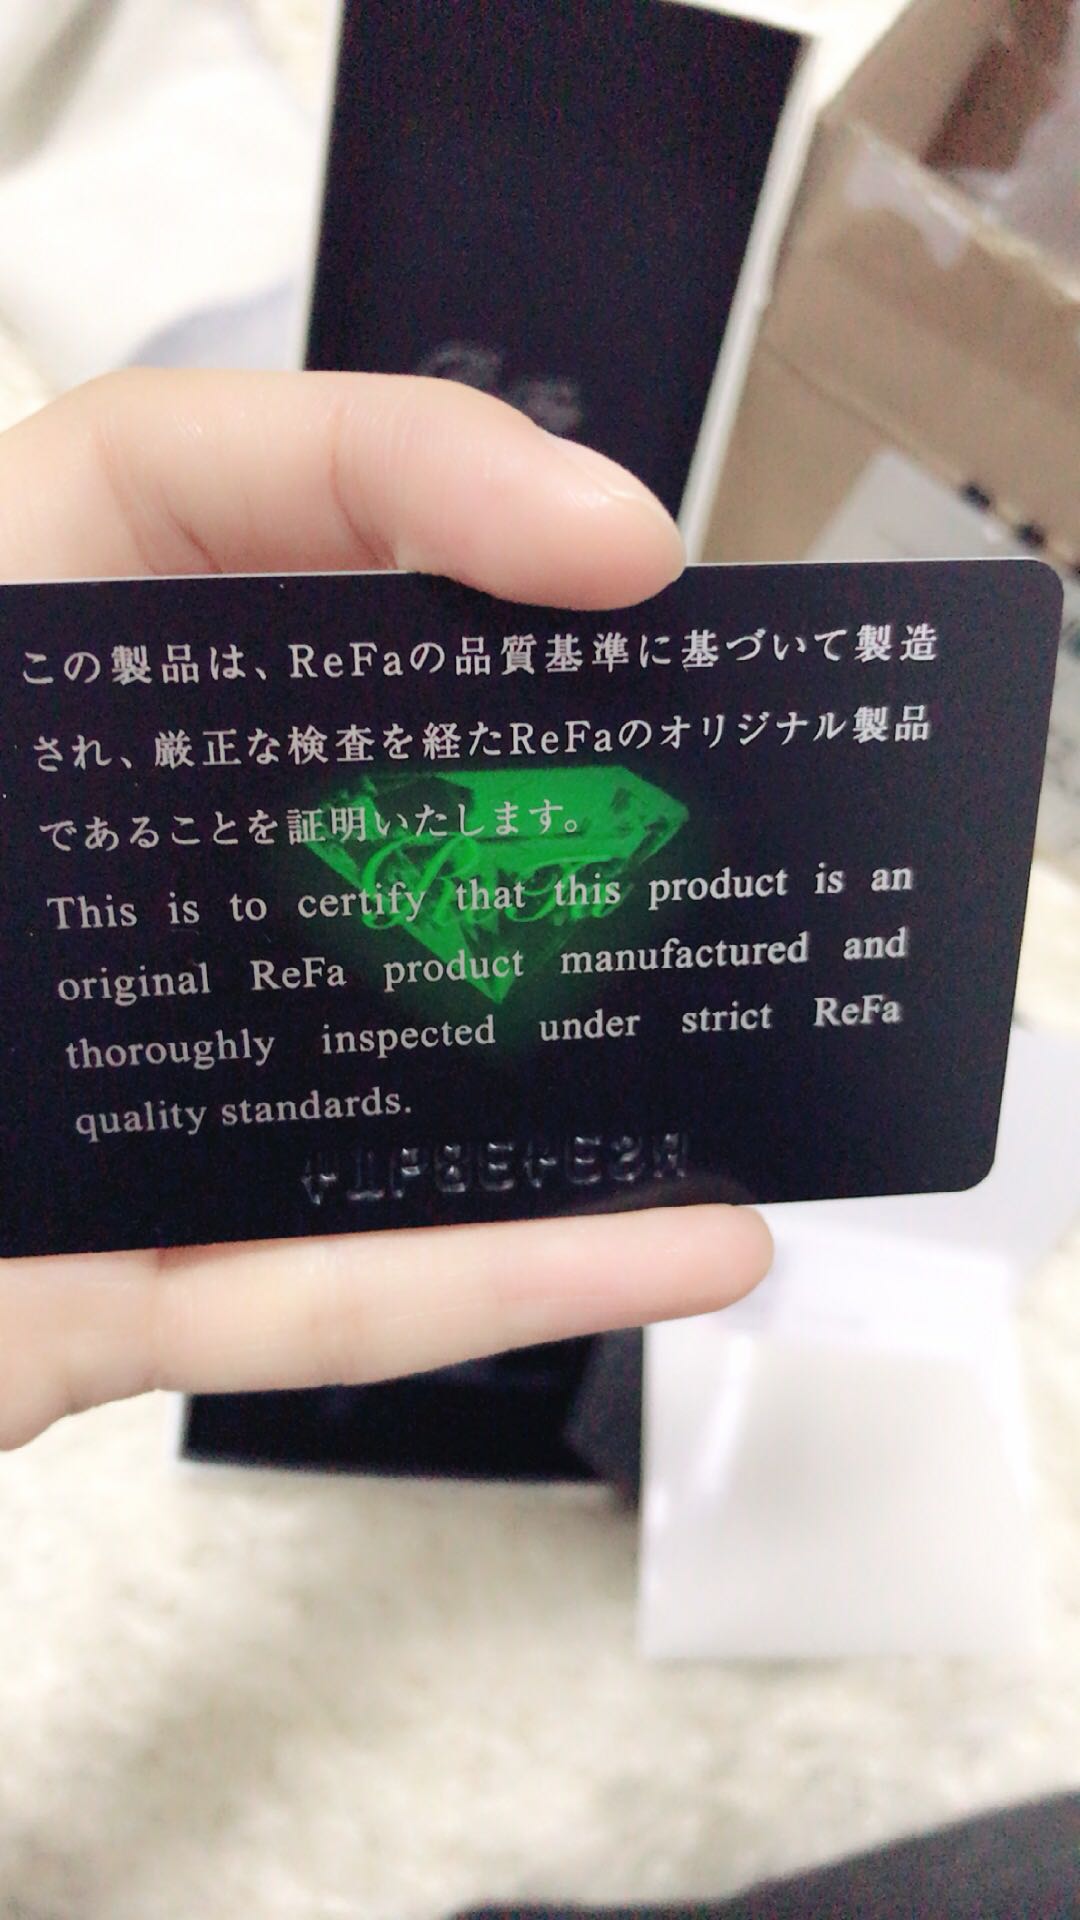 この製品は、ReFaの品質基準に基づいて製造
され、厳正な検査を経たReFaのオリジナル製品
であることを証明いたします。
ReFa
This is to certify that this product is an
original ReFa product manufactured and
thoroughly inspected under strict ReFa
quality standards.